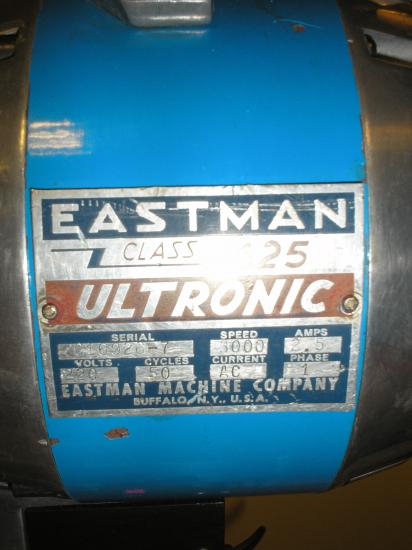 EASTMAN
CLASS 625
ULTRONIC
SERIAL SPEED AMPS
3000 2.5
VOLTS CYCLES CURRENT PHASE
50 AC 1
EASTMAN MACHINE COMPANY
BUFFALO, N.Y., U.S.A.